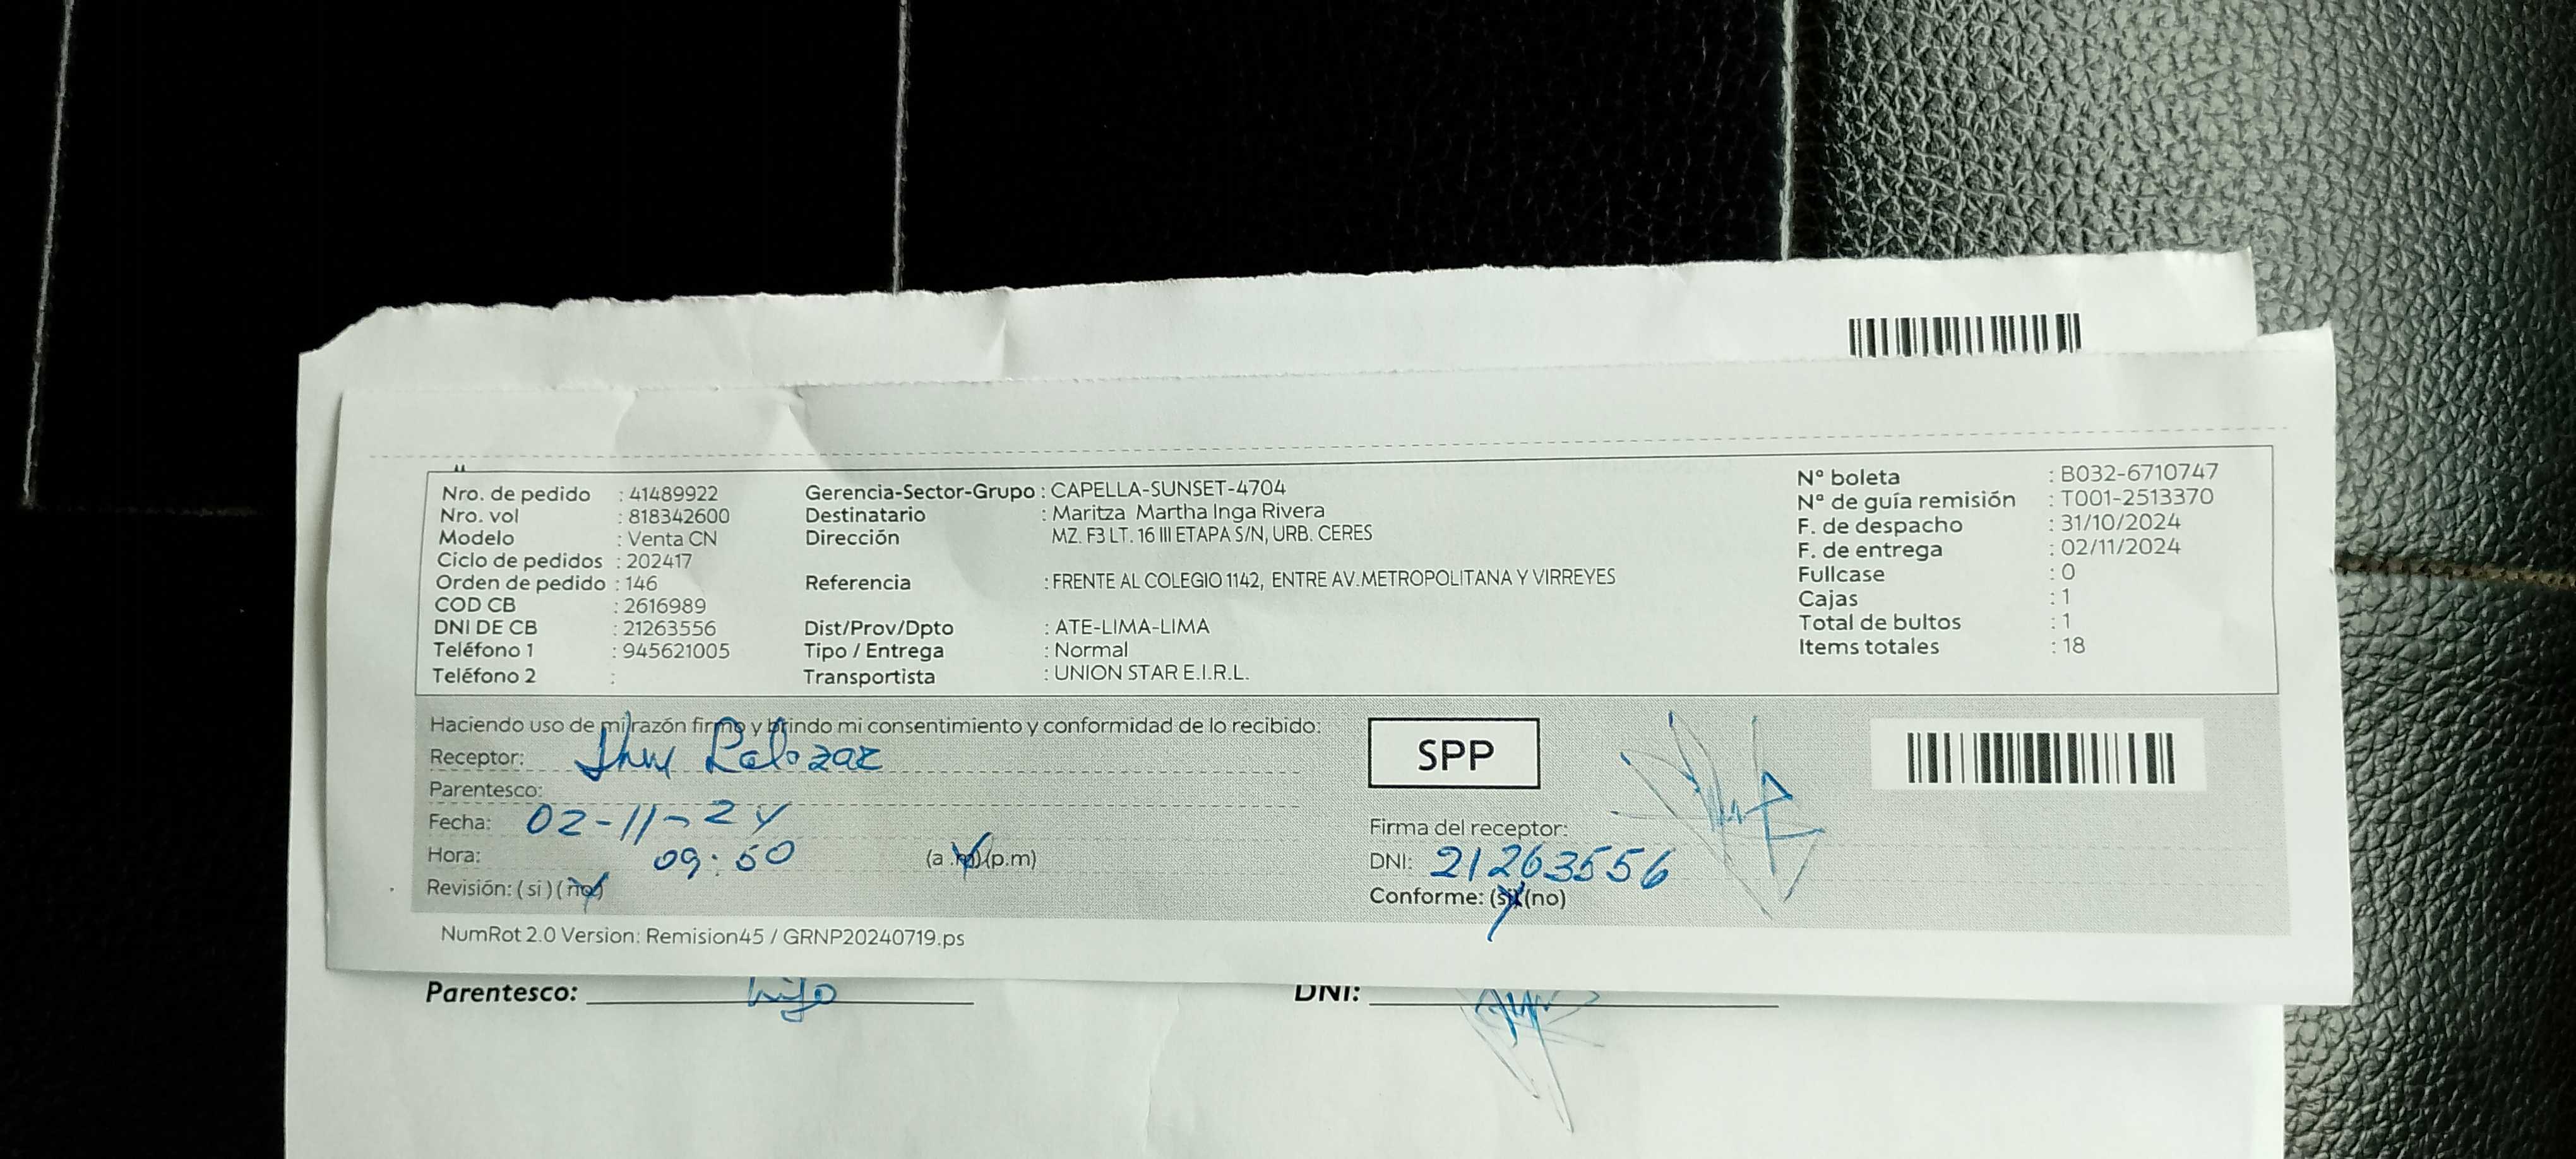 Nro. de pedido : 41489922
Nro. vol : 818342600
Modelo : Venta CN
Ciclo de pedidos : 202417
Orden de pedido : 146
COD CB : 2616989
DNI DE CB : 21263556
Teléfono 1 : 945621005
Teléfono 2 :
Gerencia-Sector-Grupo : CAPELLA-SUNSET-4704
Destinatario : Maritza Martha Inga Rivera
Dirección MZ. F3 LT. 16 III ETAPA S/N, URB. CERES
Referencia : FRENTE AL COLEGIO 1142, ENTRE AV.METROPOLITANA Y VIRREYES
Dist/Prov/Dpto : ATE-LIMA-LIMA
Tipo / Entrega : Normal
Transportista : UNION STAR E.I.R.L.
Nº boleta : B032-6710747
Nº de guía remisión : T001-2513370
F. de despacho : 31/10/2024
F. de entrega : 02/11/2024
Fullcase : 0
Cajas : 1
Total de bultos : 1
Items totales : 18
Haciendo uso de mi razón firmo y brindo mi consentimiento y conformidad de lo recibido:
Receptor:
Parentesco:
Fecha: 02-11-24
Hora: 09:50 (a.m)(p.m)
Revisión: (si)(no)
SPP
Firma del receptor:
DNI: 21263556
Conforme: (si)(no)
NumRot 2.0 Version: Remision45 / GRNP20240719.ps
Parentesco: hijo
DNI: